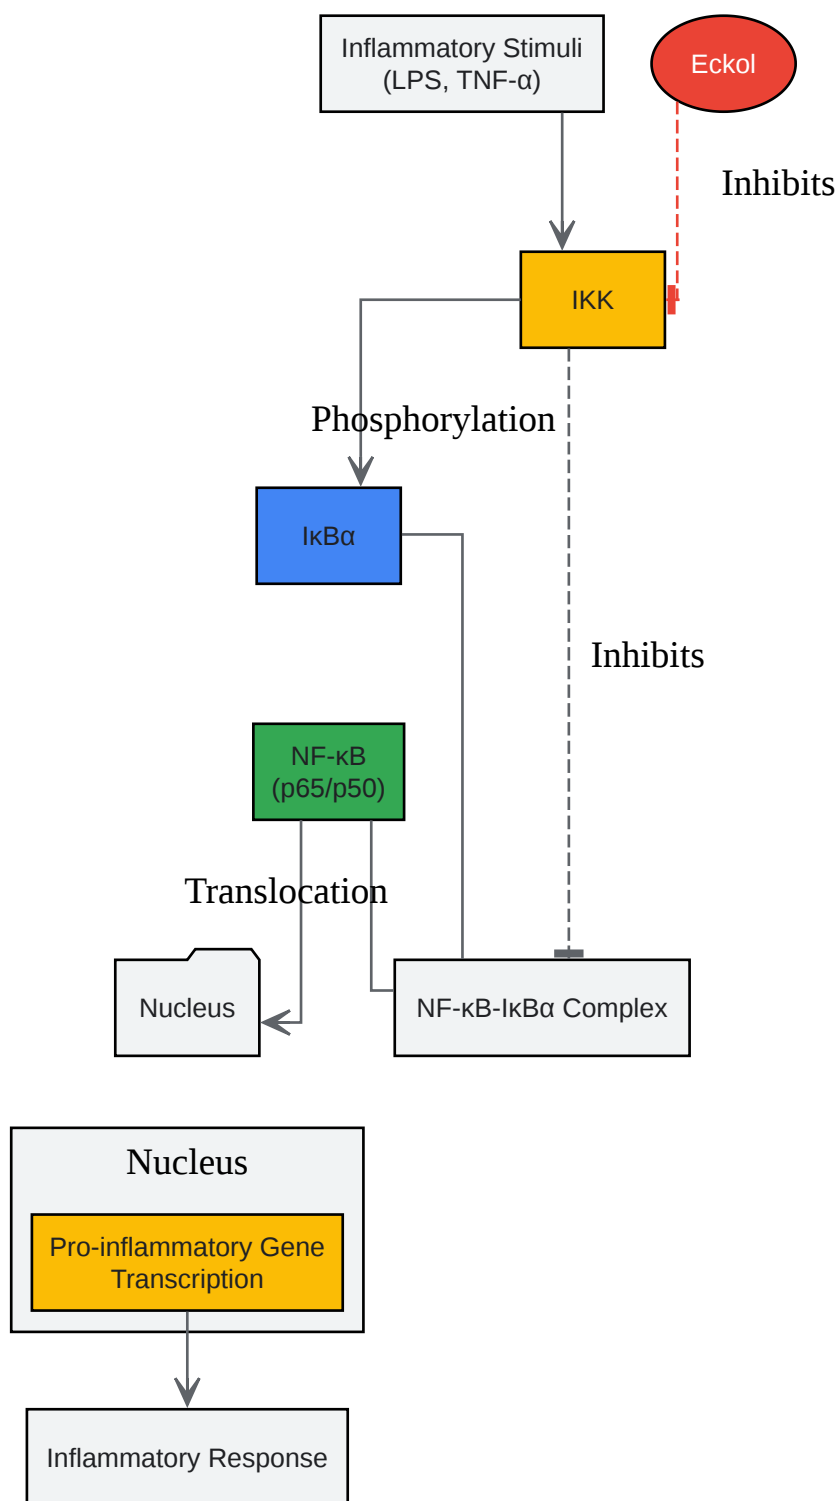 Inflammatory Stimuli
(LPS, TNF-α)
Eckol
Inhibits
IKK
Phosphorylation
IκBα
Inhibits
NF-κB
(p65/p50)
Translocation
Nucleus
NF-κB-IκBα Complex
Nucleus
Pro-inflammatory Gene
Transcription
Inflammatory Response